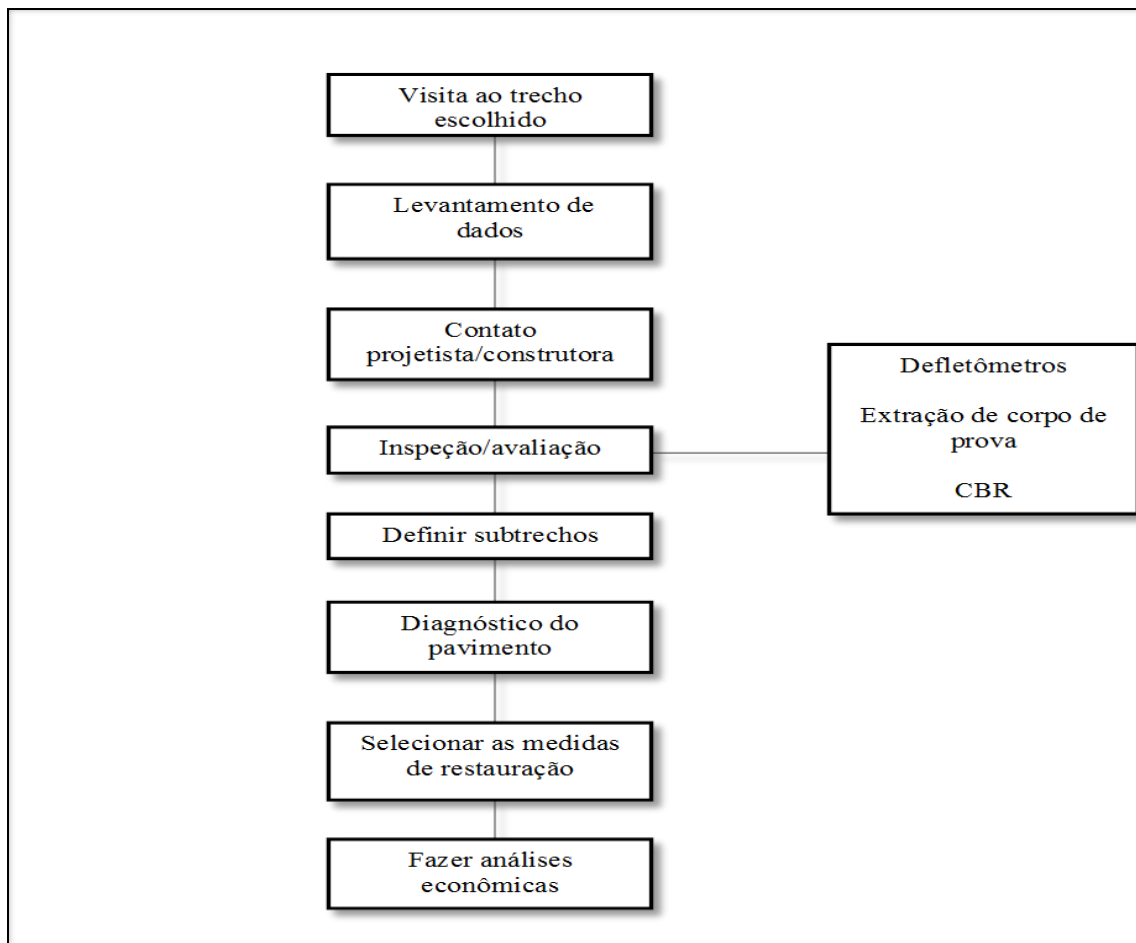 Visita ao trecho
escolhido
Levantamento de
dados
Contato
projetista/construtora
Inspeção/avaliação
Defletômetros
Extração de corpo de
prova
CBR
Definir subtrechos
Diagnóstico do
pavimento
Selecionar as medidas
de restauração
Fazer análises
econômicas